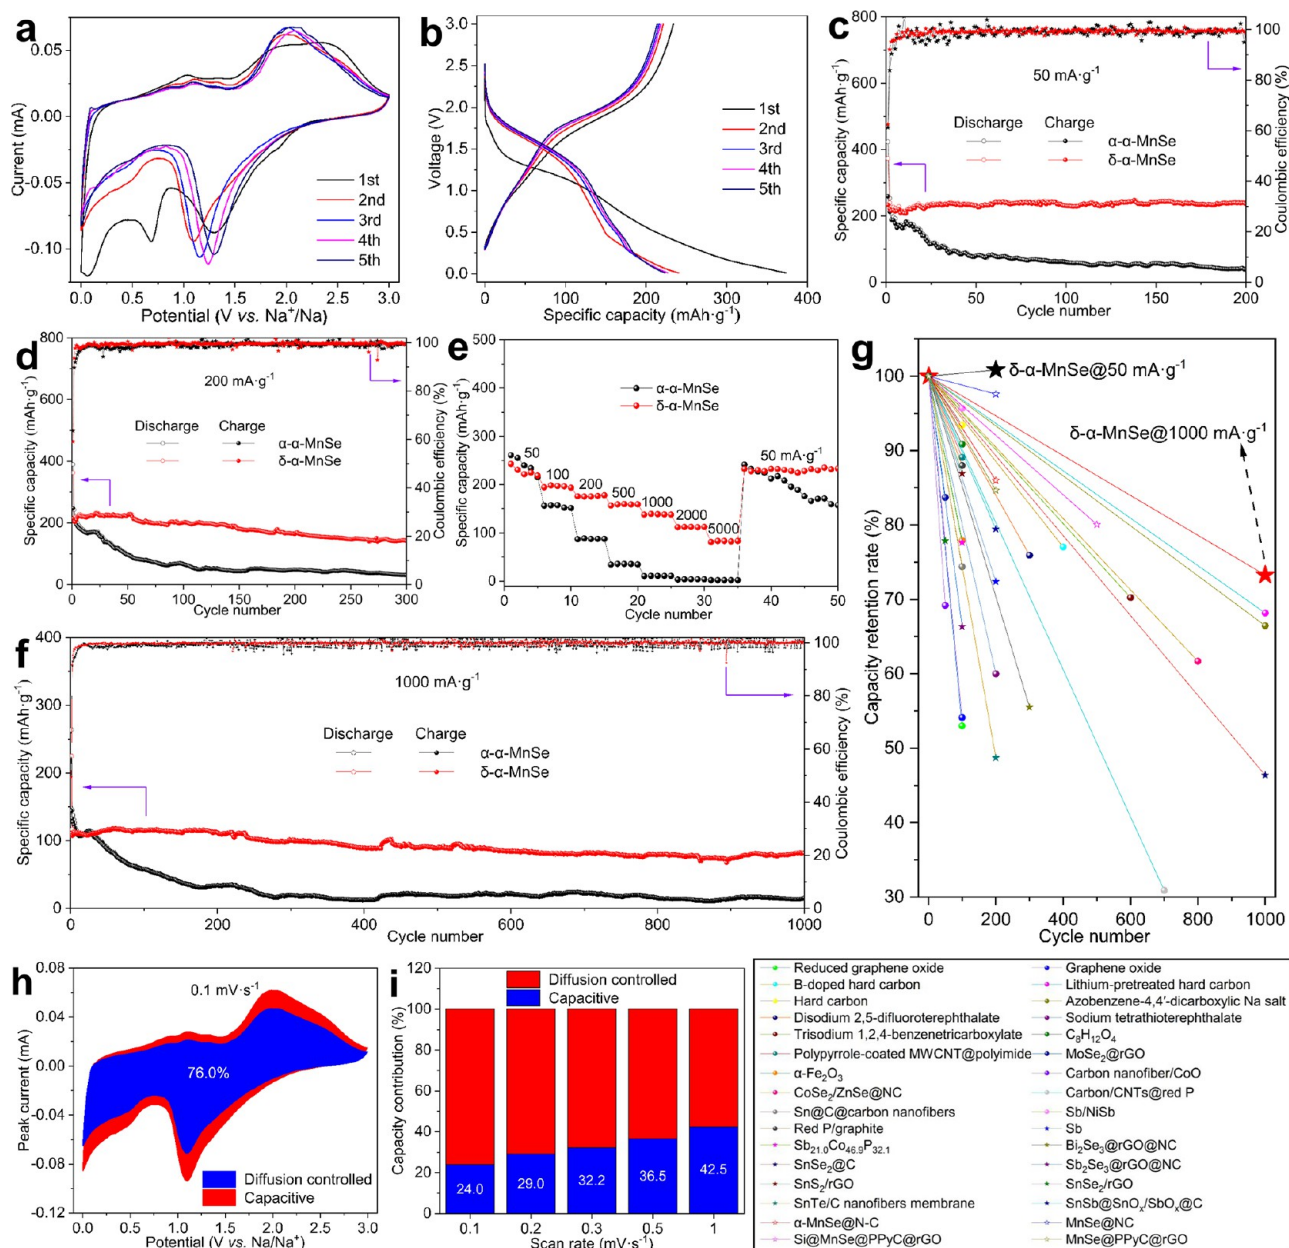 a
0.05
0.00
-0.05
-0.10
Current (mA)
1st
2nd
3rd
4th
5th
0.0 0.5 1.0 1.5 2.0 2.5 3.0
Potential (V vs. Na⁺/Na)
b
3.0
2.5
2.0
1.5
1.0
0.5
0.0
Voltage (V)
1st
2nd
3rd
4th
5th
0 100 200 300 400
Specific capacity (mAh·g⁻¹)
c
800
600
400
200
0
Specific capacity (mAh·g⁻¹)
50 mA·g⁻¹
Discharge Charge
α-α-MnSe
δ-α-MnSe
100
80
60
40
20
0
Coulombic efficiency (%)
0 50 100 150 200
Cycle number
d
800
600
400
200
0
Specific capacity (mAh·g⁻¹)
200 mA·g⁻¹
Discharge Charge
α-α-MnSe
δ-α-MnSe
100
80
60
40
20
0
Coulombic efficiency (%)
0 50 100 150 200 250 300
Cycle number
e
500
400
300
200
100
0
Specific capacity (mAh·g⁻¹)
α-α-MnSe
δ-α-MnSe
50
100
200
500
1000
2000
5000
50 mA·g⁻¹
0 10 20 30 40 50
Cycle number
f
400
300
200
100
0
Specific capacity (mAh·g⁻¹)
1000 mA·g⁻¹
Discharge Charge
α-α-MnSe
δ-α-MnSe
100
80
60
40
20
0
Coulombic efficiency (%)
0 200 400 600 800 1000
Cycle number
g
100
90
80
70
60
50
40
30
Capacity retention rate (%)
δ-α-MnSe@50 mA·g⁻¹
δ-α-MnSe@1000 mA·g⁻¹
0 200 400 600 800 1000
Cycle number
h
0.08
0.04
0.00
-0.04
-0.08
-0.12
Peak current (mA)
0.1 mV·s⁻¹
76.0%
Diffusion controlled
Capacitive
0.0 1.0 2.0 3.0
Potential (V vs. Na/Na⁺)
i
120
100
80
60
40
20
0
Capacity contribution (%)
Diffusion controlled
Capacitive
24.0 29.0 32.2 36.5 42.5
0.1 0.2 0.3 0.5 1
Scan rate (mV·s⁻¹)
Reduced graphene oxide Graphene oxide
B-doped hard carbon Lithium-pretreated hard carbon
Hard carbon Azobenzene-4,4′-dicarboxylic Na salt
Disodium 2,5-difluoroterephthalate Sodium tetrathioterephthalate
Trisodium 1,2,4-benzenetricarboxylate C₈H₁₂O₄
Polypyrrole-coated MWCNT@polyimide MoSe₂@rGO
α-Fe₂O₃ Carbon nanofiber/CoO
CoSe₂/ZnSe@NC Carbon/CNTs@red P
Sn@C@carbon nanofibers Sb/NiSb
Red P/graphite Sb
Sb₂₁.₀Co₄₆.₉P₃₂.₁ Bi₂Se₃@rGO@NC
SnSe₂@C Sb₂Se₃@rGO@NC
SnS₂/rGO SnSe₂/rGO
SnTe/C nanofibers membrane SnSb@SnOₓ/SbOₓ@C
α-MnSe@N-C MnSe@NC
Si@MnSe@PPyC@rGO MnSe@PPyC@rGO